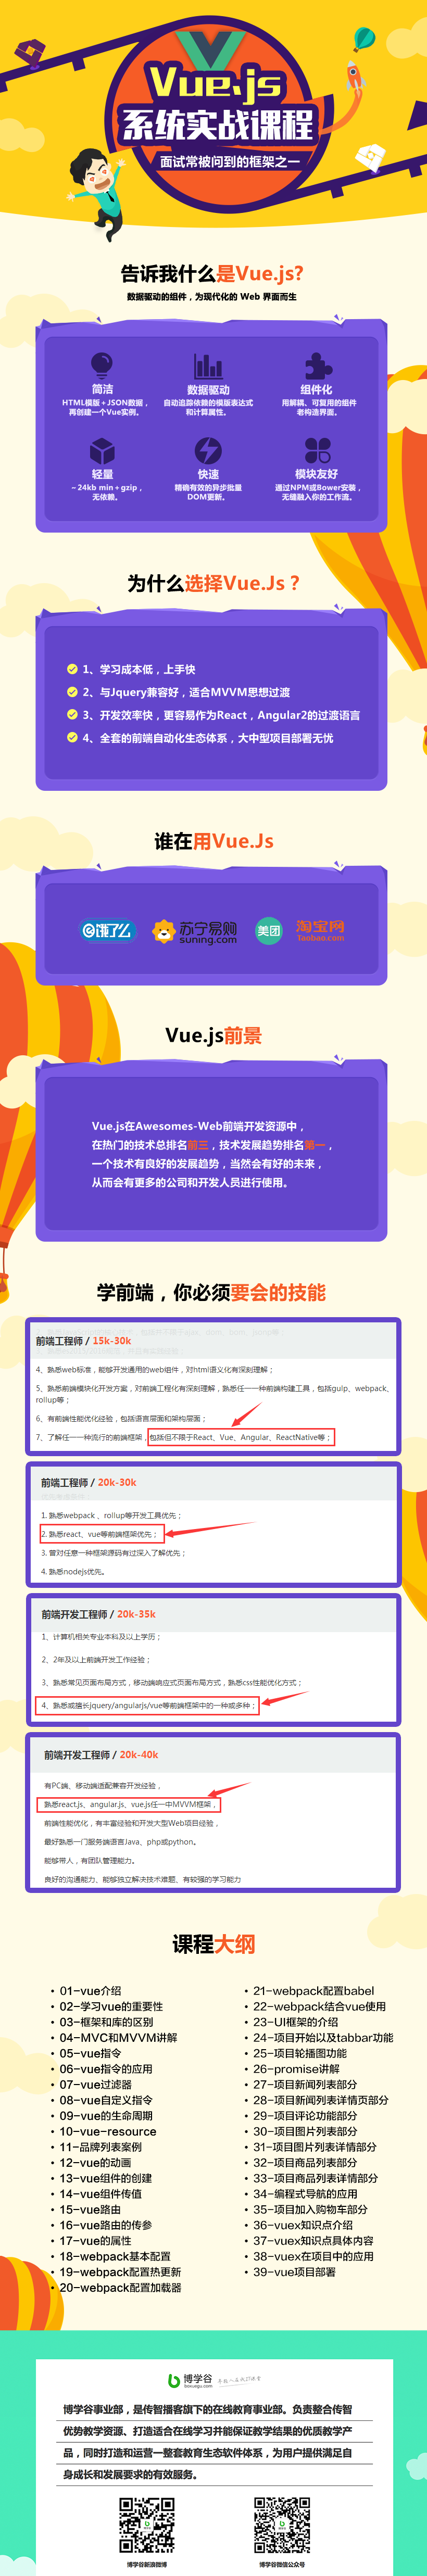 Vue.js
系统实战课程
面试常被问到的框架之一
告诉我什么是Vue.js?
数据驱动的组件，为现代化的 Web 界面而生
简洁
HTML模版＋JSON数据，
再创建一个Vue实例。
数据驱动
自动追踪依赖的模版表达式
和计算属性。
组件化
用解耦、可复用的组件
老构造界面。
轻量
～24kb min＋gzip，
无依赖。
快速
精确有效的异步批量
DOM更新。
模块友好
通过NPM或Bower安装，
无缝融入你的工作流。
为什么选择Vue.Js？
1、学习成本低，上手快
2、与Jquery兼容好，适合MVVM思想过渡
3、开发效率快，更容易作为React，Angular2的过渡语言
4、全套的前端自动化生态体系，大中型项目部署无忧
谁在用Vue.Js
饿了么
苏宁易购
suning.com
美团
淘宝网
Taobao.com
Vue.js前景
Vue.js在Awesomes-Web前端开发资源中，
在热门的技术总排名前三，技术发展趋势排名第一，
一个技术有良好的发展趋势，当然会有好的未来，
从而会有更多的公司和开发人员进行使用。
学前端，你必须要会的技能
前端工程师 / 15k-30k
4、熟悉web标准，能够开发通用的web组件，对html语义化有深刻理解；
5、熟悉前端模块化开发方案，对前端工程化有深刻理解，熟悉任一一种前端构建工具，包括gulp、webpack、
rollup等；
6、有前端性能优化经验，包括语言层面和架构层面；
7、了解任一一种流行的前端框架，包括但不限于React、Vue、Angular、ReactNative等；
前端工程师 / 20k-30k
1. 熟悉webpack 、rollup等开发工具优先；
2. 熟悉react、vue等前端框架优先；
3. 曾对任意一种框架源码有过深入了解优先；
4. 熟悉nodejs优先。
前端开发工程师 / 20k-35k
1、计算机相关专业本科及以上学历；
2、2年及以上前端开发工作经验；
3、熟悉常见页面布局方式，移动端响应式页面布局方式，熟悉css性能优化方式；
4、熟悉或擅长jquery/angularjs/vue等前端框架中的一种或多种；
前端开发工程师 / 20k-40k
有PC端、移动端适配兼容开发经验，
熟悉react.js、angular.js、vue.js任一中MVVM框架，
前端性能优化，有丰富经验和开发大型Web项目经验，
最好熟悉一门服务端语言Java、php或python。
能够带人，有团队管理能力。
良好的沟通能力、能够独立解决技术难题、有较强的学习能力
课程大纲
01-vue介绍
02-学习vue的重要性
03-框架和库的区别
04-MVC和MVVM讲解
05-vue指令
06-vue指令的应用
07-vue过滤器
08-vue自定义指令
09-vue的生命周期
10-vue-resource
11-品牌列表案例
12-vue的动画
13-vue组件的创建
14-vue组件传值
15-vue路由
16-vue路由的传参
17-vue的属性
18-webpack基本配置
19-webpack配置热更新
20-webpack配置加载器
21-webpack配置babel
22-webpack结合vue使用
23-UI框架的介绍
24-项目开始以及tabbar功能
25-项目轮播图功能
26-promise讲解
27-项目新闻列表部分
28-项目新闻列表详情页部分
29-项目评论功能部分
30-项目图片列表部分
31-项目图片列表详情部分
32-项目商品列表部分
33-项目商品列表详情部分
34-编程式导航的应用
35-项目加入购物车部分
36-vuex知识点介绍
37-vuex知识点具体内容
38-vuex在项目中的应用
39-vue项目部署
博学谷
boxuegu.com
博学谷事业部，是传智播客旗下的在线教育事业部。负责整合传智
优势教学资源、打造适合在线学习并能保证教学结果的优质教学产
品，同时打造和运营一整套教育生态软件体系，为用户提供满足自
身成长和发展要求的有效服务。
博学谷新浪微博
博学谷微信公众号